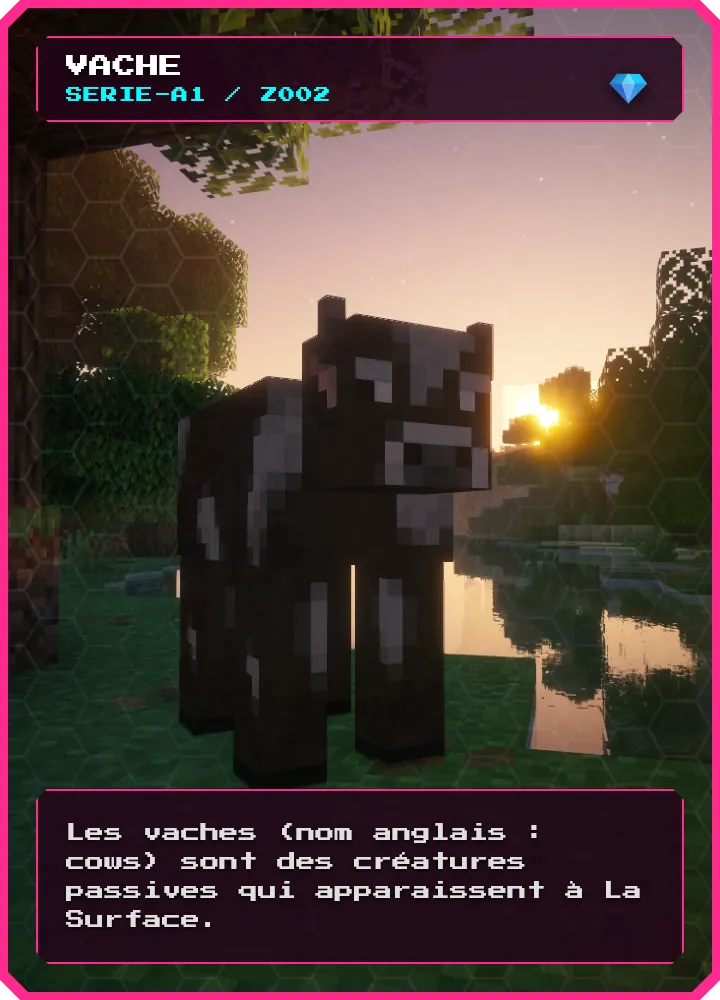 VACHE
SERIE-A1 / Z002
Les vaches (nom anglais :
cows) sont des créatures
passives qui apparaissent à La
Surface.